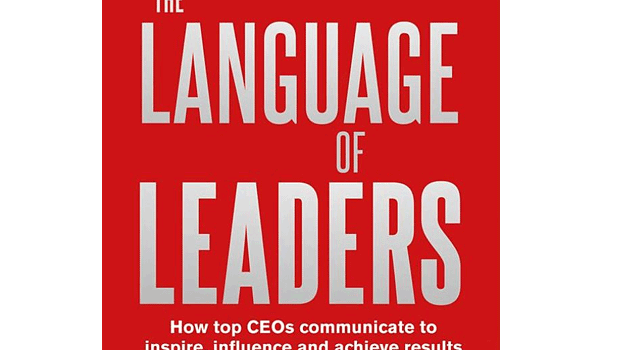 THE
LANGUAGE
OF
LEADERS
How top CEOs communicate to
inspire, influence and achieve results